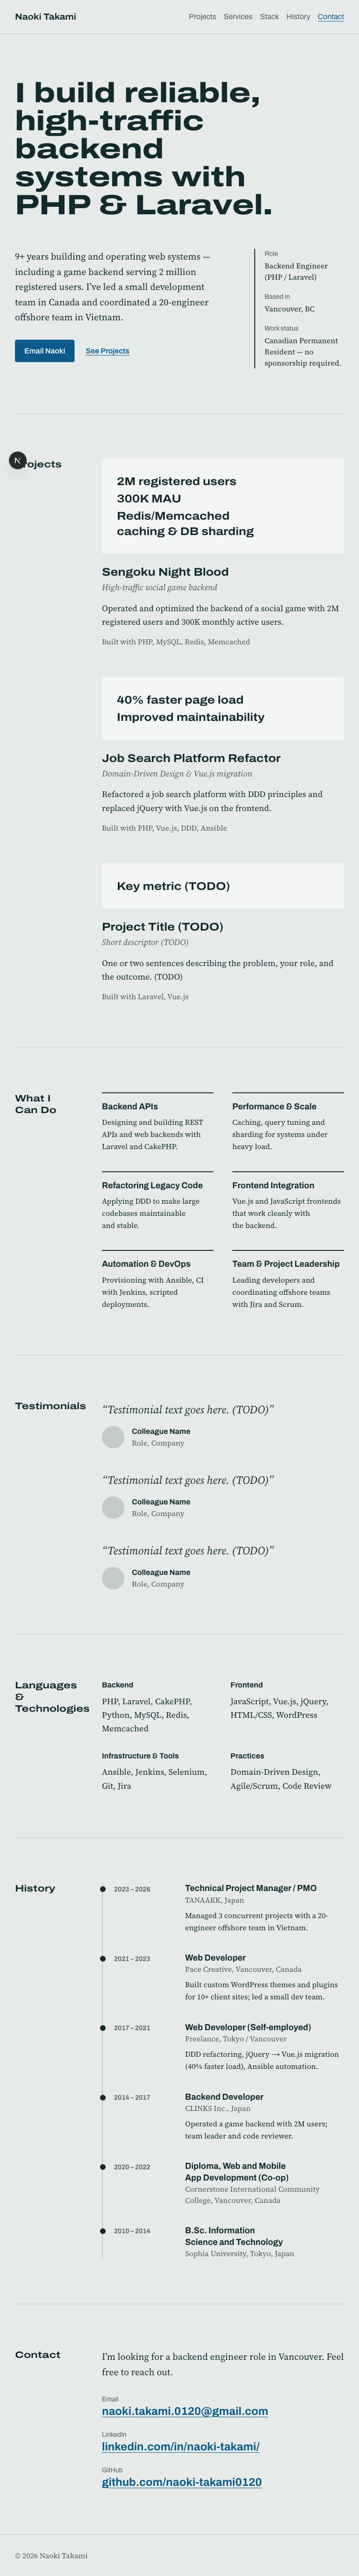 Naoki Takami
Projects Services Stack History Contact
I build reliable,
high-traffic
backend
systems with
PHP & Laravel.
9+ years building and operating web systems —
including a game backend serving 2 million
registered users. I've led a small development
team in Canada and coordinated a 20-engineer
offshore team in Vietnam.
Email Naoki See Projects
Role
Backend Engineer
(PHP / Laravel)
Based in
Vancouver, BC
Work status
Canadian Permanent
Resident — no
sponsorship required.
N
rojects
2M registered users
300K MAU
Redis/Memcached
caching & DB sharding
Sengoku Night Blood
High-traffic social game backend
Operated and optimized the backend of a social game with 2M
registered users and 300K monthly active users.
Built with PHP, MySQL, Redis, Memcached
40% faster page load
Improved maintainability
Job Search Platform Refactor
Domain-Driven Design & Vue.js migration
Refactored a job search platform with DDD principles and
replaced jQuery with Vue.js on the frontend.
Built with PHP, Vue.js, DDD, Ansible
Key metric (TODO)
Project Title (TODO)
Short descriptor (TODO)
One or two sentences describing the problem, your role, and
the outcome. (TODO)
Built with Laravel, Vue.js
What I
Can Do
Backend APIs
Designing and building REST
APIs and web backends with
Laravel and CakePHP.
Performance & Scale
Caching, query tuning and
sharding for systems under
heavy load.
Refactoring Legacy Code
Applying DDD to make large
codebases maintainable
and stable.
Frontend Integration
Vue.js and JavaScript frontends
that work cleanly with
the backend.
Automation & DevOps
Provisioning with Ansible, CI
with Jenkins, scripted
deployments.
Team & Project Leadership
Leading developers and
coordinating offshore teams
with Jira and Scrum.
Testimonials
“Testimonial text goes here. (TODO)”
Colleague Name
Role, Company
“Testimonial text goes here. (TODO)”
Colleague Name
Role, Company
“Testimonial text goes here. (TODO)”
Colleague Name
Role, Company
Languages
&
Technologies
Backend
PHP, Laravel, CakePHP,
Python, MySQL, Redis,
Memcached
Frontend
JavaScript, Vue.js, jQuery,
HTML/CSS, WordPress
Infrastructure & Tools
Ansible, Jenkins, Selenium,
Git, Jira
Practices
Domain-Driven Design,
Agile/Scrum, Code Review
History
2023 – 2026
Technical Project Manager / PMO
TANAAKK, Japan
Managed 3 concurrent projects with a 20-
engineer offshore team in Vietnam.
2021 – 2023
Web Developer
Pace Creative, Vancouver, Canada
Built custom WordPress themes and plugins
for 10+ client sites; led a small dev team.
2017 – 2021
Web Developer (Self-employed)
Freelance, Tokyo / Vancouver
DDD refactoring, jQuery → Vue.js migration
(40% faster load), Ansible automation.
2014 – 2017
Backend Developer
CLINKS Inc., Japan
Operated a game backend with 2M users;
team leader and code reviewer.
2020 – 2022
Diploma, Web and Mobile
App Development (Co-op)
Cornerstone International Community
College, Vancouver, Canada
2010 – 2014
B.Sc. Information
Science and Technology
Sophia University, Tokyo, Japan
Contact
I'm looking for a backend engineer role in Vancouver. Feel
free to reach out.
Email
naoki.takami.0120@gmail.com
LinkedIn
linkedin.com/in/naoki-takami/
GitHub
github.com/naoki-takami0120
© 2026 Naoki Takami